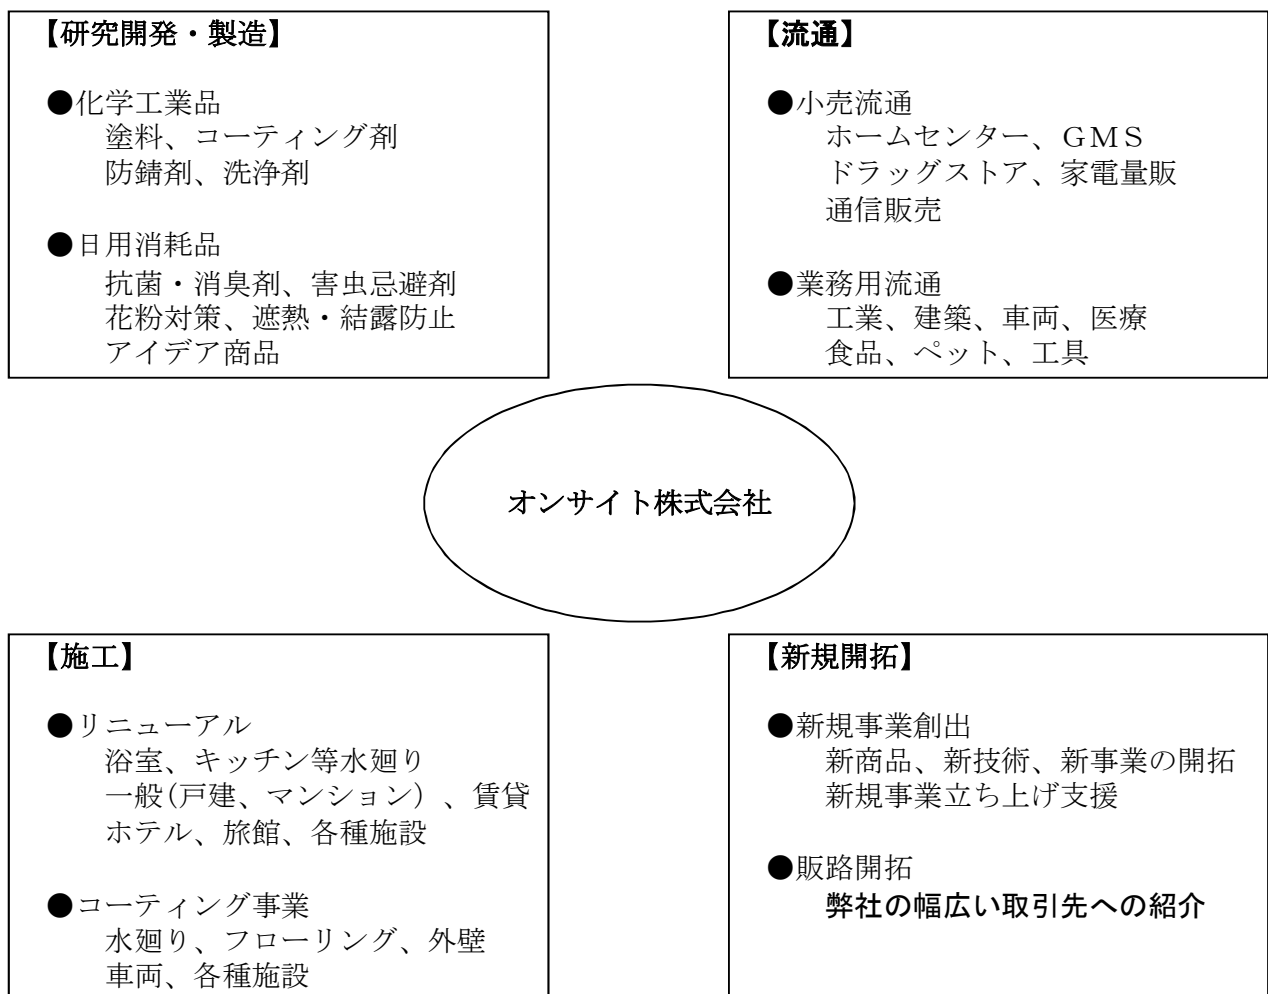 【研究開発・製造】
●化学工業品
塗料、コーティング剤
防錆剤、洗浄剤
●日用消耗品
抗菌・消臭剤、害虫忌避剤
花粉対策、遮熱・結露防止
アイデア商品
【流通】
●小売流通
ホームセンター、ＧＭＳ
ドラッグストア、家電量販
通信販売
●業務用流通
工業、建築、車両、医療
食品、ペット、工具
オンサイト株式会社
【施工】
●リニューアル
浴室、キッチン等水廻り
一般(戸建、マンション）、賃貸
ホテル、旅館、各種施設
●コーティング事業
水廻り、フローリング、外壁
車両、各種施設
【新規開拓】
●新規事業創出
新商品、新技術、新事業の開拓
新規事業立ち上げ支援
●販路開拓
弊社の幅広い取引先への紹介